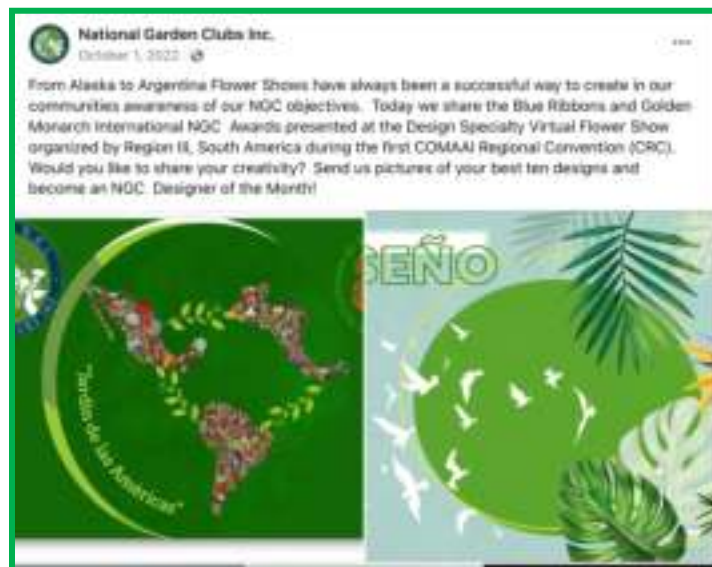 National Garden Clubs Inc.
October 1, 2022
From Alaska to Argentina Flower Shows have always been a successful way to create in our
communities awareness of our NGC objectives. Today we share the Blue Ribbons and Golden
Monarch International NGC Awards presented at the Design Specialty Virtual Flower Show
organized by Region III, South America during the first COMAAI Regional Convention (CRC).
Would you like to share your creativity? Send us pictures of your best ten designs and
become an NGC Designer of the Month!
SEÑO
"Jardín de las Américas"